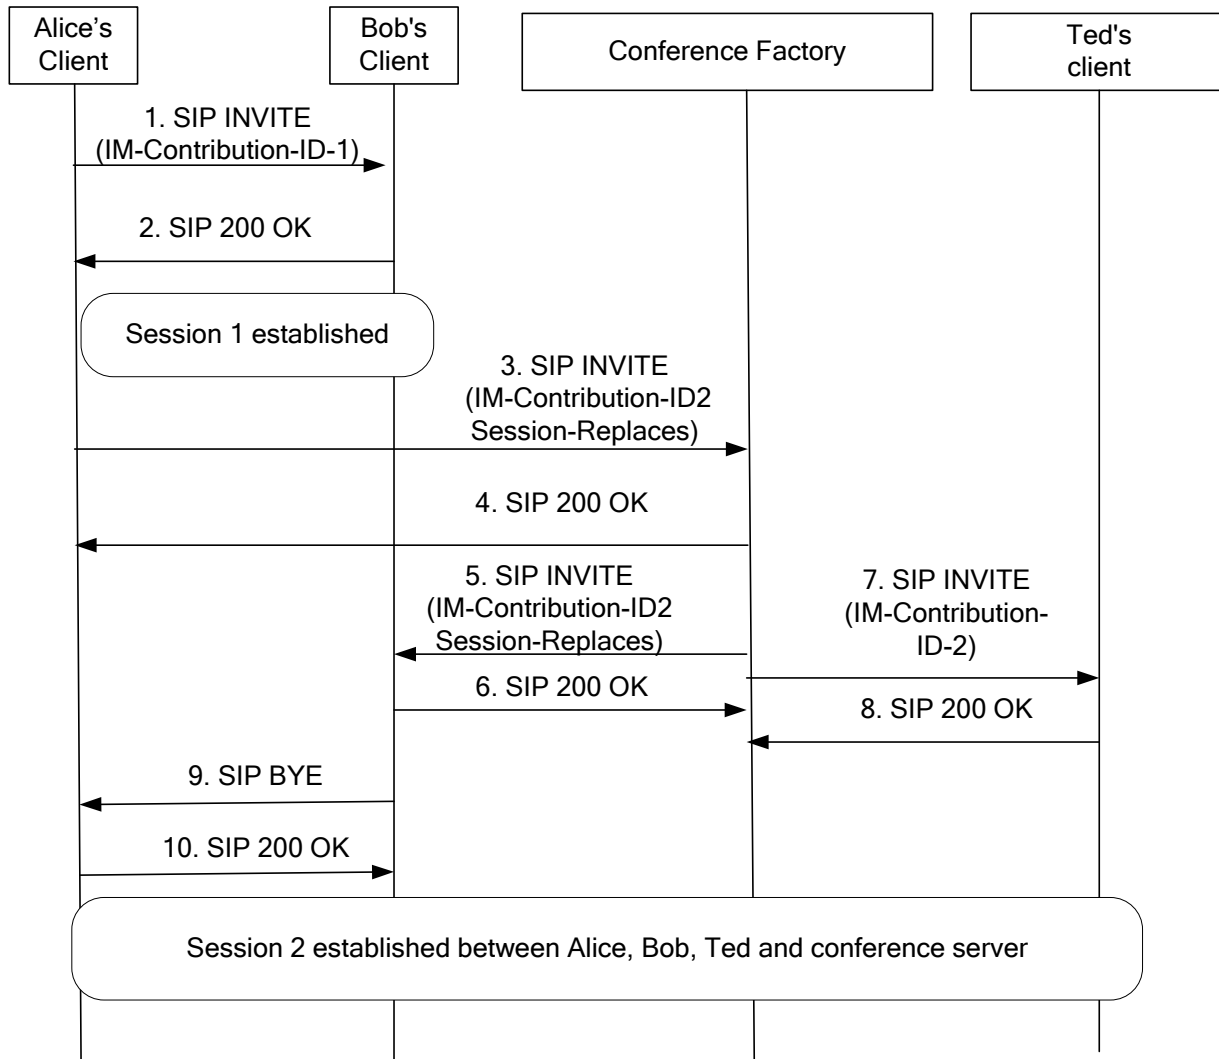 Alice's
Client
Bob's
Client
Conference Factory
Ted's
client
1. SIP INVITE
(IM-Contribution-ID-1)
2. SIP 200 OK
Session 1 established
3. SIP INVITE
(IM-Contribution-ID2
Session-Replaces)
4. SIP 200 OK
5. SIP INVITE
(IM-Contribution-ID2
Session-Replaces)
7. SIP INVITE
(IM-Contribution-
ID-2)
6. SIP 200 OK
8. SIP 200 OK
9. SIP BYE
10. SIP 200 OK
Session 2 established between Alice, Bob, Ted and conference server